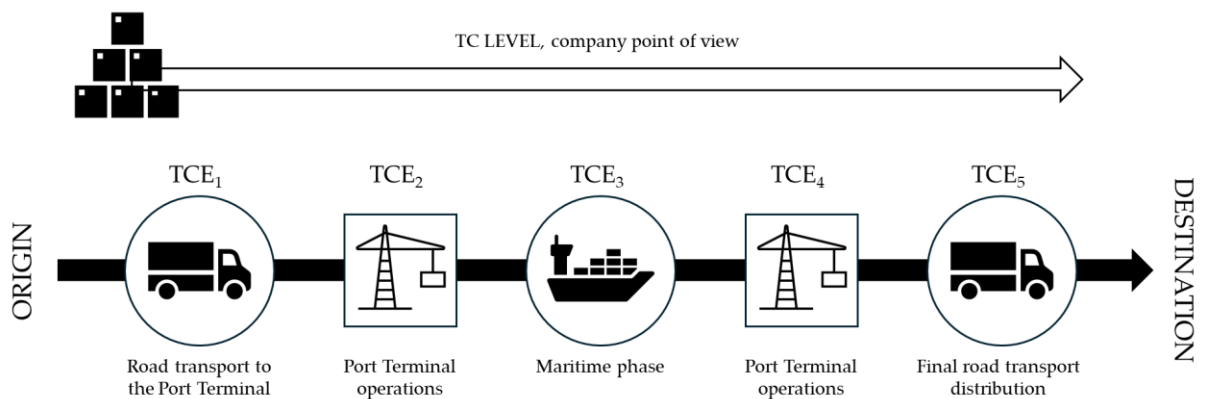 TC LEVEL, company point of view
TCE₁
TCE₂
TCE₃
TCE₄
TCE₅
ORIGIN
DESTINATION
Road transport to
the Port Terminal
Port Terminal
operations
Maritime phase
Port Terminal
operations
Final road transport
distribution